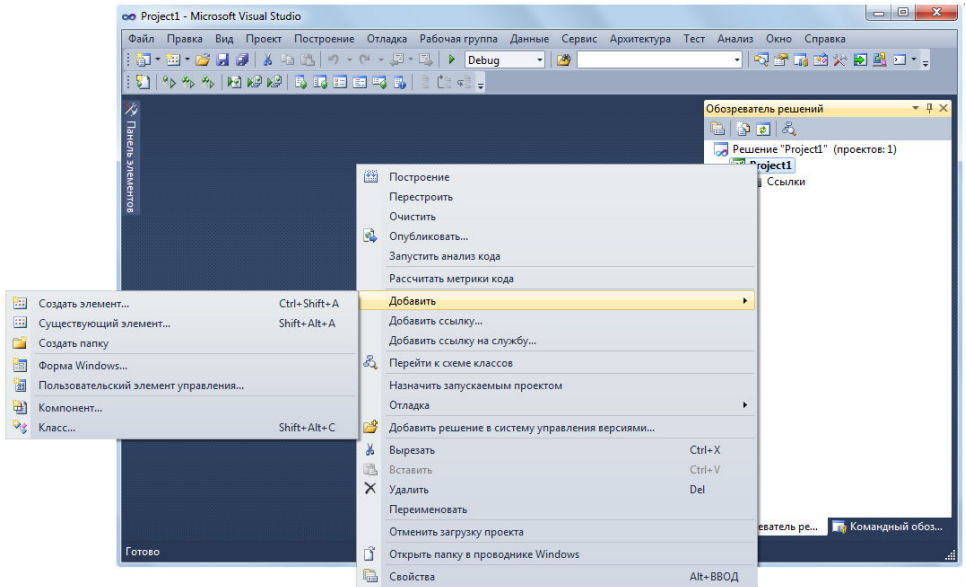 Project1 - Microsoft Visual Studio
Файл Правка Вид Проект Построение Отладка Рабочая группа Данные Сервис Архитектура Тест Анализ Окно Справка
Debug
Панель элементов
Обозреватель решений
Решение "Project1" (проектов: 1)
Project1
Ссылки
Построение
Перестроить
Очистить
Опубликовать...
Запустить анализ кода
Рассчитать метрики кода
Добавить
Добавить ссылку...
Добавить ссылку на службу...
Перейти к схеме классов
Назначить запускаемым проектом
Отладка
Добавить решение в систему управления версиями...
Вырезать Ctrl+X
Вставить Ctrl+V
Удалить Del
Переименовать
Отменить загрузку проекта
Открыть папку в проводнике Windows
Свойства Alt+ВВОД
Создать элемент... Ctrl+Shift+A
Существующий элемент... Shift+Alt+A
Создать папку
Форма Windows...
Пользовательский элемент управления...
Компонент...
Класс... Shift+Alt+C
еватель ре... Командный обоз...
Готово